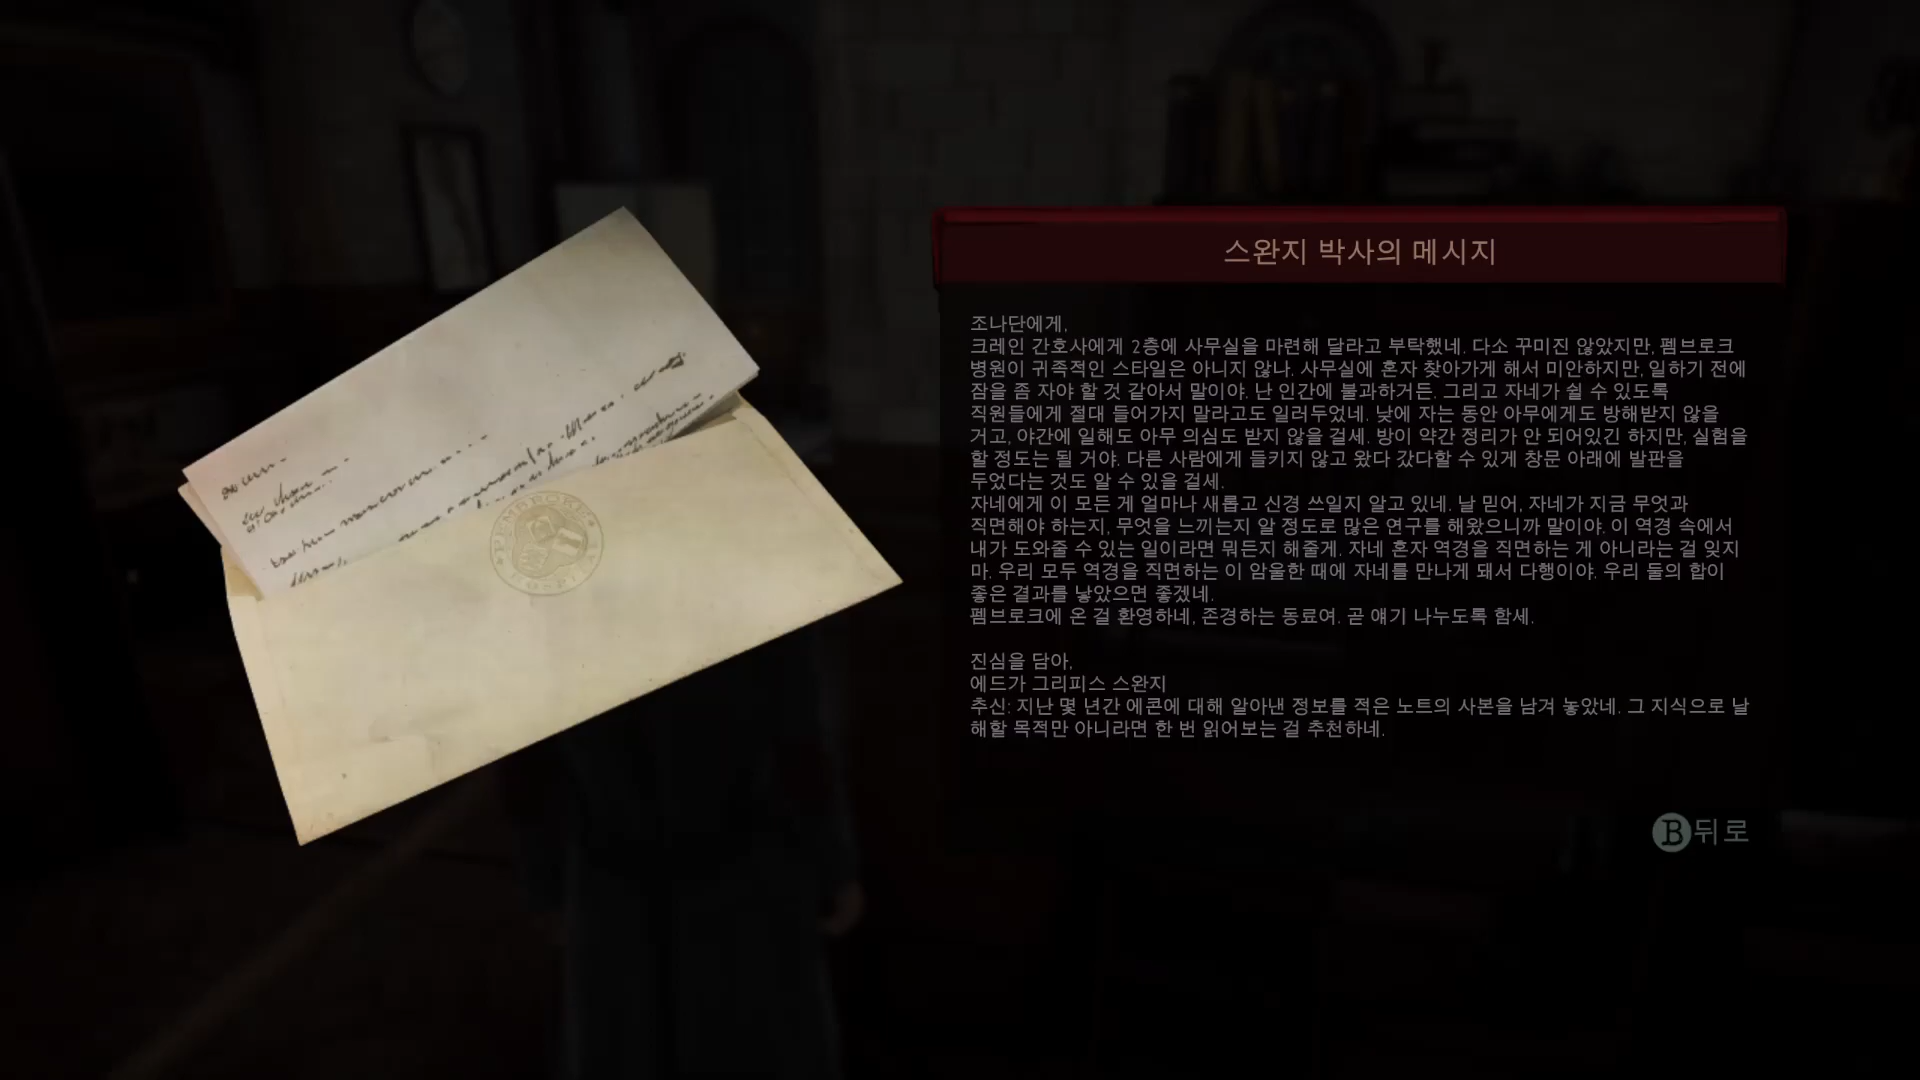 스완지 박사의 메시지
조나단에게,
크레인 간호사에게 2층에 사무실을 마련해 달라고 부탁했네. 다소 꾸미진 않았지만, 펨브로크
병원이 귀족적인 스타일은 아니지 않나. 사무실에 혼자 찾아가게 해서 미안하지만, 일하기 전에
잠을 좀 자야 할 것 같아서 말이야. 난 인간에 불과하거든. 그리고 자네가 쉴 수 있도록
직원들에게 절대 들어가지 말라고도 일러두었네. 낮에 자는 동안 아무에게도 방해받지 않을
거고, 야간에 일해도 아무 의심도 받지 않을 걸세. 방이 약간 정리가 안 되어있긴 하지만, 실험을
할 정도는 될 거야. 다른 사람에게 들키지 않고 왔다 갔다할 수 있게 창문 아래에 발판을
두었다는 것도 알 수 있을 걸세.
자네에게 이 모든 게 얼마나 새롭고 신경 쓰일지 알고 있네. 날 믿어, 자네가 지금 무엇과
직면해야 하는지, 무엇을 느끼는지 알 정도로 많은 연구를 해왔으니까 말이야. 이 역경 속에서
내가 도와줄 수 있는 일이라면 뭐든지 해줄게. 자네 혼자 역경을 직면하는 게 아니라는 걸 잊지
마. 우리 모두 역경을 직면하는 이 암울한 때에 자네를 만나게 돼서 다행이야. 우리 둘의 합이
좋은 결과를 낳았으면 좋겠네.
펨브로크에 온 걸 환영하네, 존경하는 동료여. 곧 얘기 나누도록 함세.
진심을 담아,
에드가 그리피스 스완지
추신: 지난 몇 년간 에콘에 대해 알아낸 정보를 적은 노트의 사본을 남겨 놓았네. 그 지식으로 날
해할 목적만 아니라면 한 번 읽어보는 걸 추천하네.
PEMBROKE HOSPITAL
B 뒤로